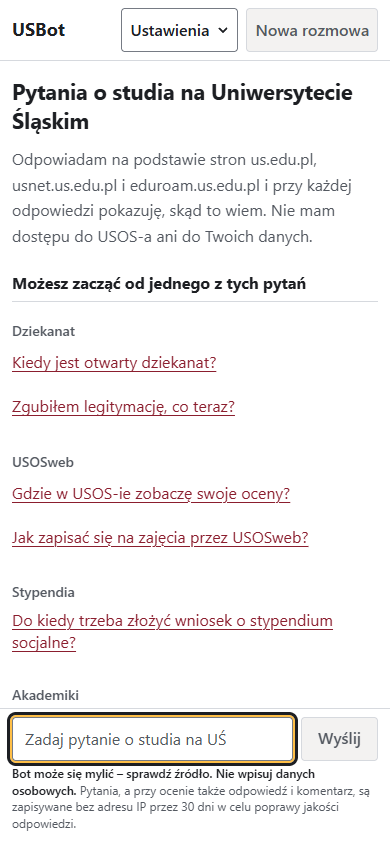 USBot
Ustawienia
Nowa rozmowa
Pytania o studia na Uniwersytecie
Śląskim
Odpowiadam na podstawie stron us.edu.pl,
usnet.us.edu.pl i eduroam.us.edu.pl i przy każdej
odpowiedzi pokazuję, skąd to wiem. Nie mam
dostępu do USOS-a ani do Twoich danych.
Możesz zacząć od jednego z tych pytań
Dziekanat
Kiedy jest otwarty dziekanat?
Zgubiłem legitymację, co teraz?
USOSweb
Gdzie w USOS-ie zobaczę swoje oceny?
Jak zapisać się na zajęcia przez USOSweb?
Stypendia
Do kiedy trzeba złożyć wniosek o stypendium
socjalne?
Akademiki
Zadaj pytanie o studia na UŚ
Wyślij
Bot może się mylić – sprawdź źródło. Nie wpisuj danych
osobowych. Pytania, a przy ocenie także odpowiedź i komentarz, są
zapisywane bez adresu IP przez 30 dni w celu poprawy jakości
odpowiedzi.